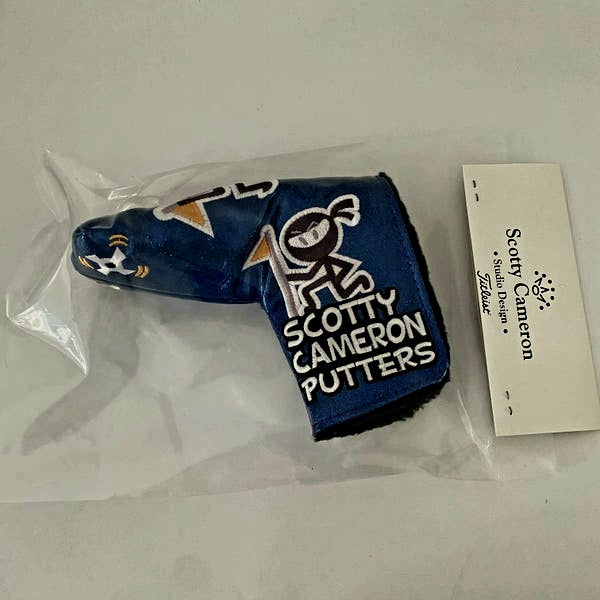 SCOTTY
CAMERON
PUTTERS
Scotty Cameron
• Studio Design •
Titleist